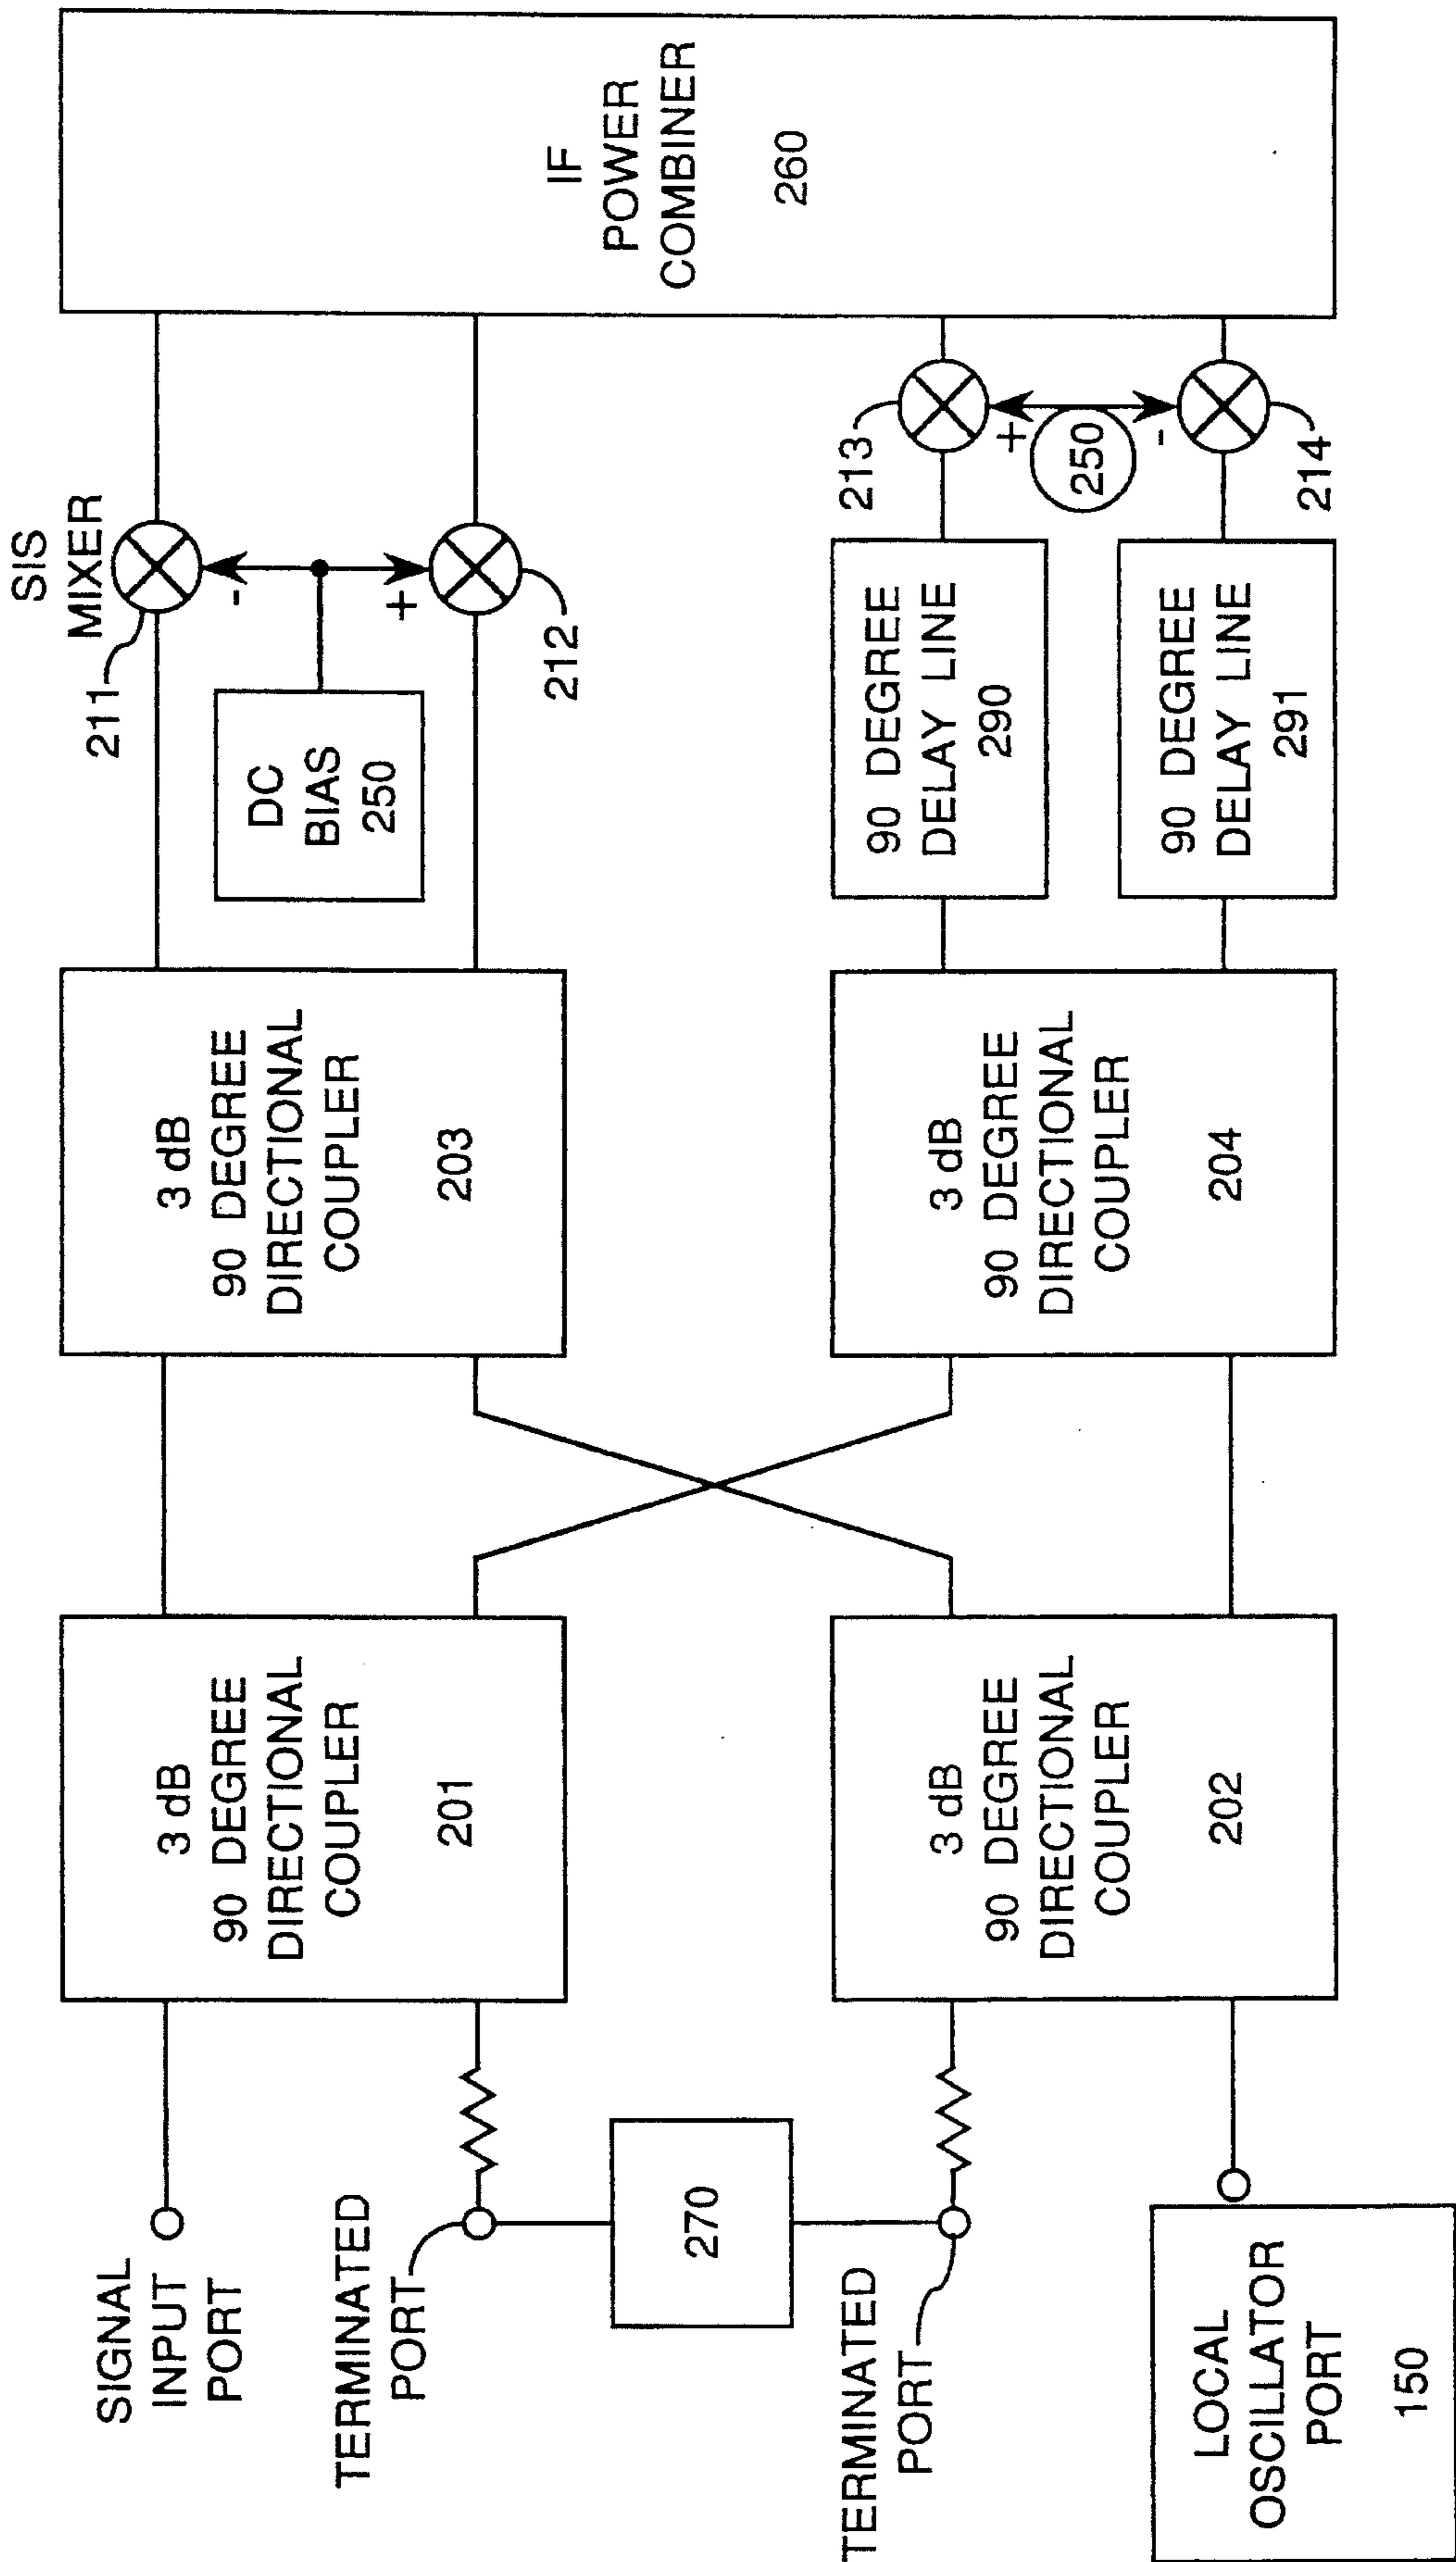 SIGNAL
INPUT
PORT
TERMINATED
PORT
270
TERMINATED
PORT
LOCAL
OSCILLATOR
PORT
150
3 dB
90 DEGREE
DIRECTIONAL
COUPLER
201
3 dB
90 DEGREE
DIRECTIONAL
COUPLER
202
3 dB
90 DEGREE
DIRECTIONAL
COUPLER
203
3 dB
90 DEGREE
DIRECTIONAL
COUPLER
204
SIS
MIXER
211
-
DC
BIAS
250
+
212
90 DEGREE
DELAY LINE
290
90 DEGREE
DELAY LINE
291
213
+
250
-
214
IF
POWER
COMBINER
260